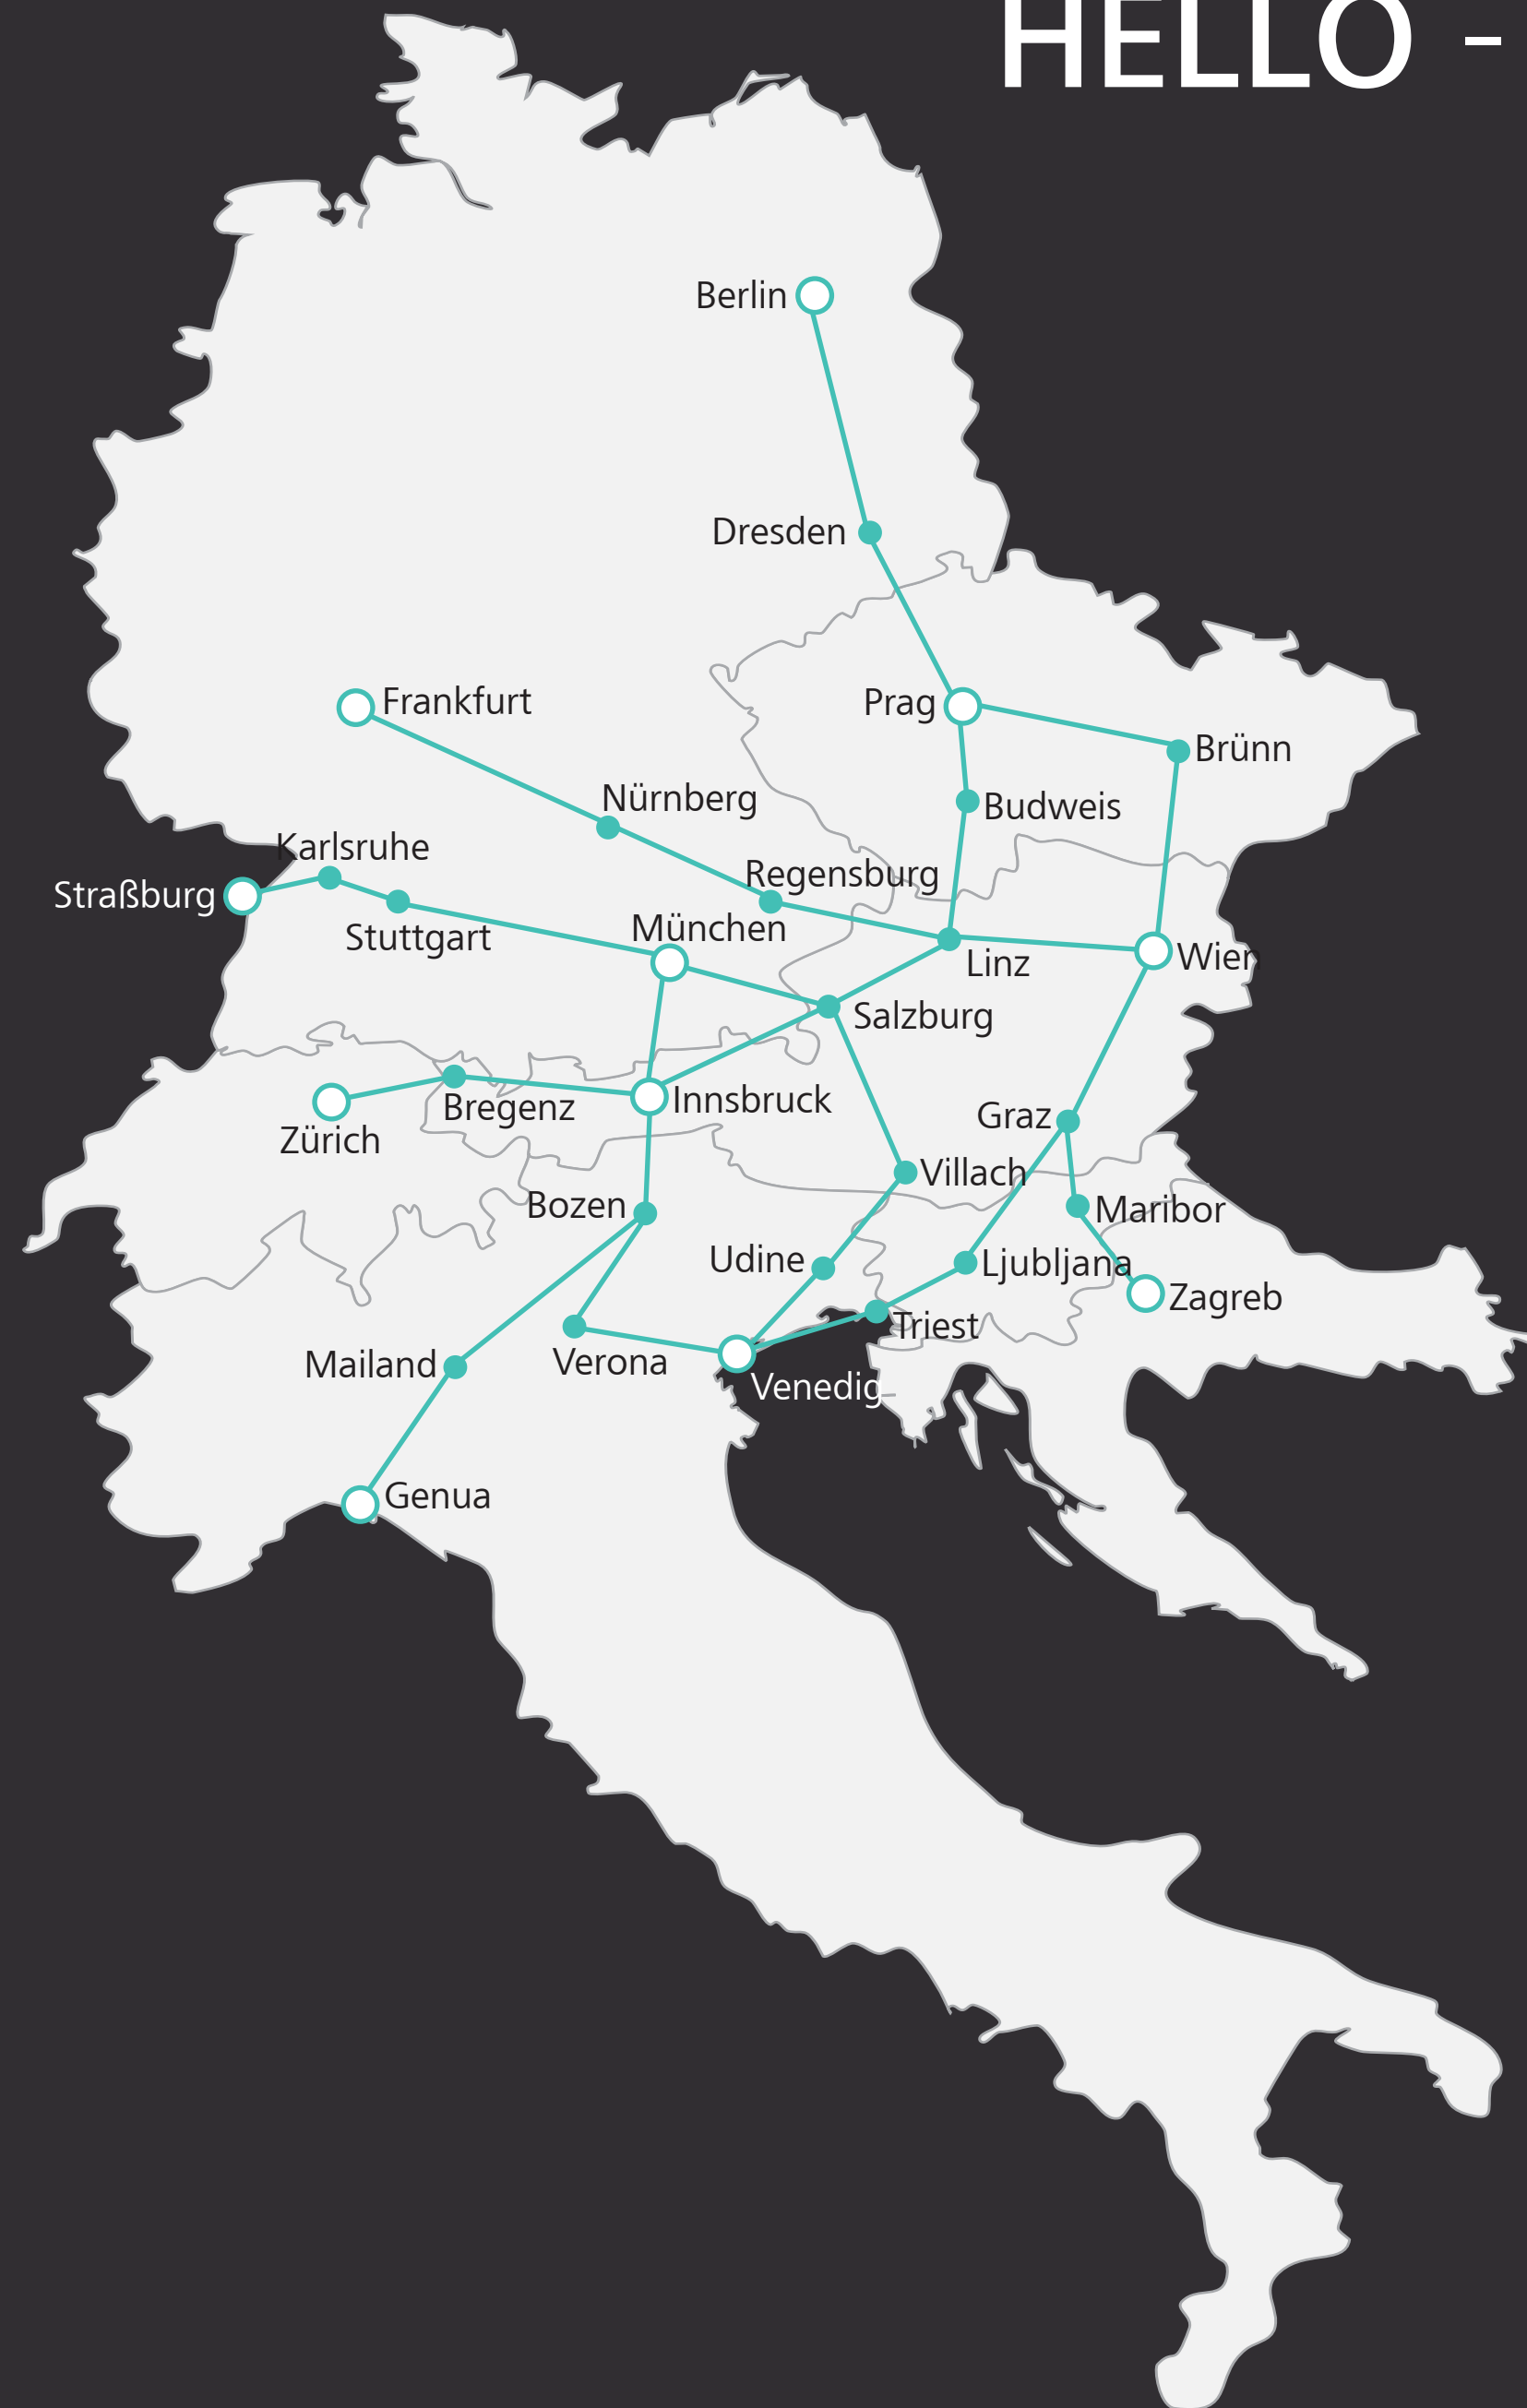 HELLO -
Berlin
Dresden
Frankfurt
Prag
Brünn
Nürnberg
Budweis
Karlsruhe
Regensburg
Straßburg
Stuttgart
München
Linz
Wien
Salzburg
Bregenz
Innsbruck
Zürich
Graz
Villach
Bozen
Maribor
Udine
Ljubljana
Zagreb
Triest
Mailand
Verona
Venedig
Genua